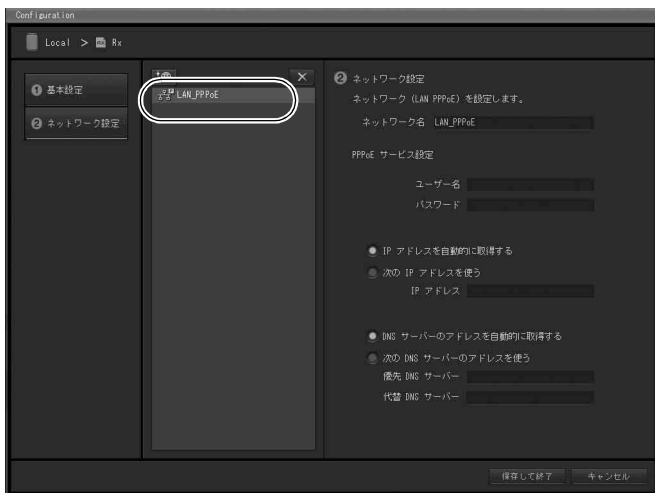 Configuration
Local > Rx
❶ 基本設定
❷ ネットワーク設定
LAN_PPPoE
❷ ネットワーク設定
ネットワーク (LAN PPPoE) を設定します。
ネットワーク名 LAN_PPPoE
PPPoE サービス設定
ユーザー名
パスワード
IP アドレスを自動的に取得する
次の IP アドレスを使う
IP アドレス
DNS サーバーのアドレスを自動的に取得する
次の DNS サーバーのアドレスを使う
優先 DNS サーバー
代替 DNS サーバー
保存して終了 キャンセル